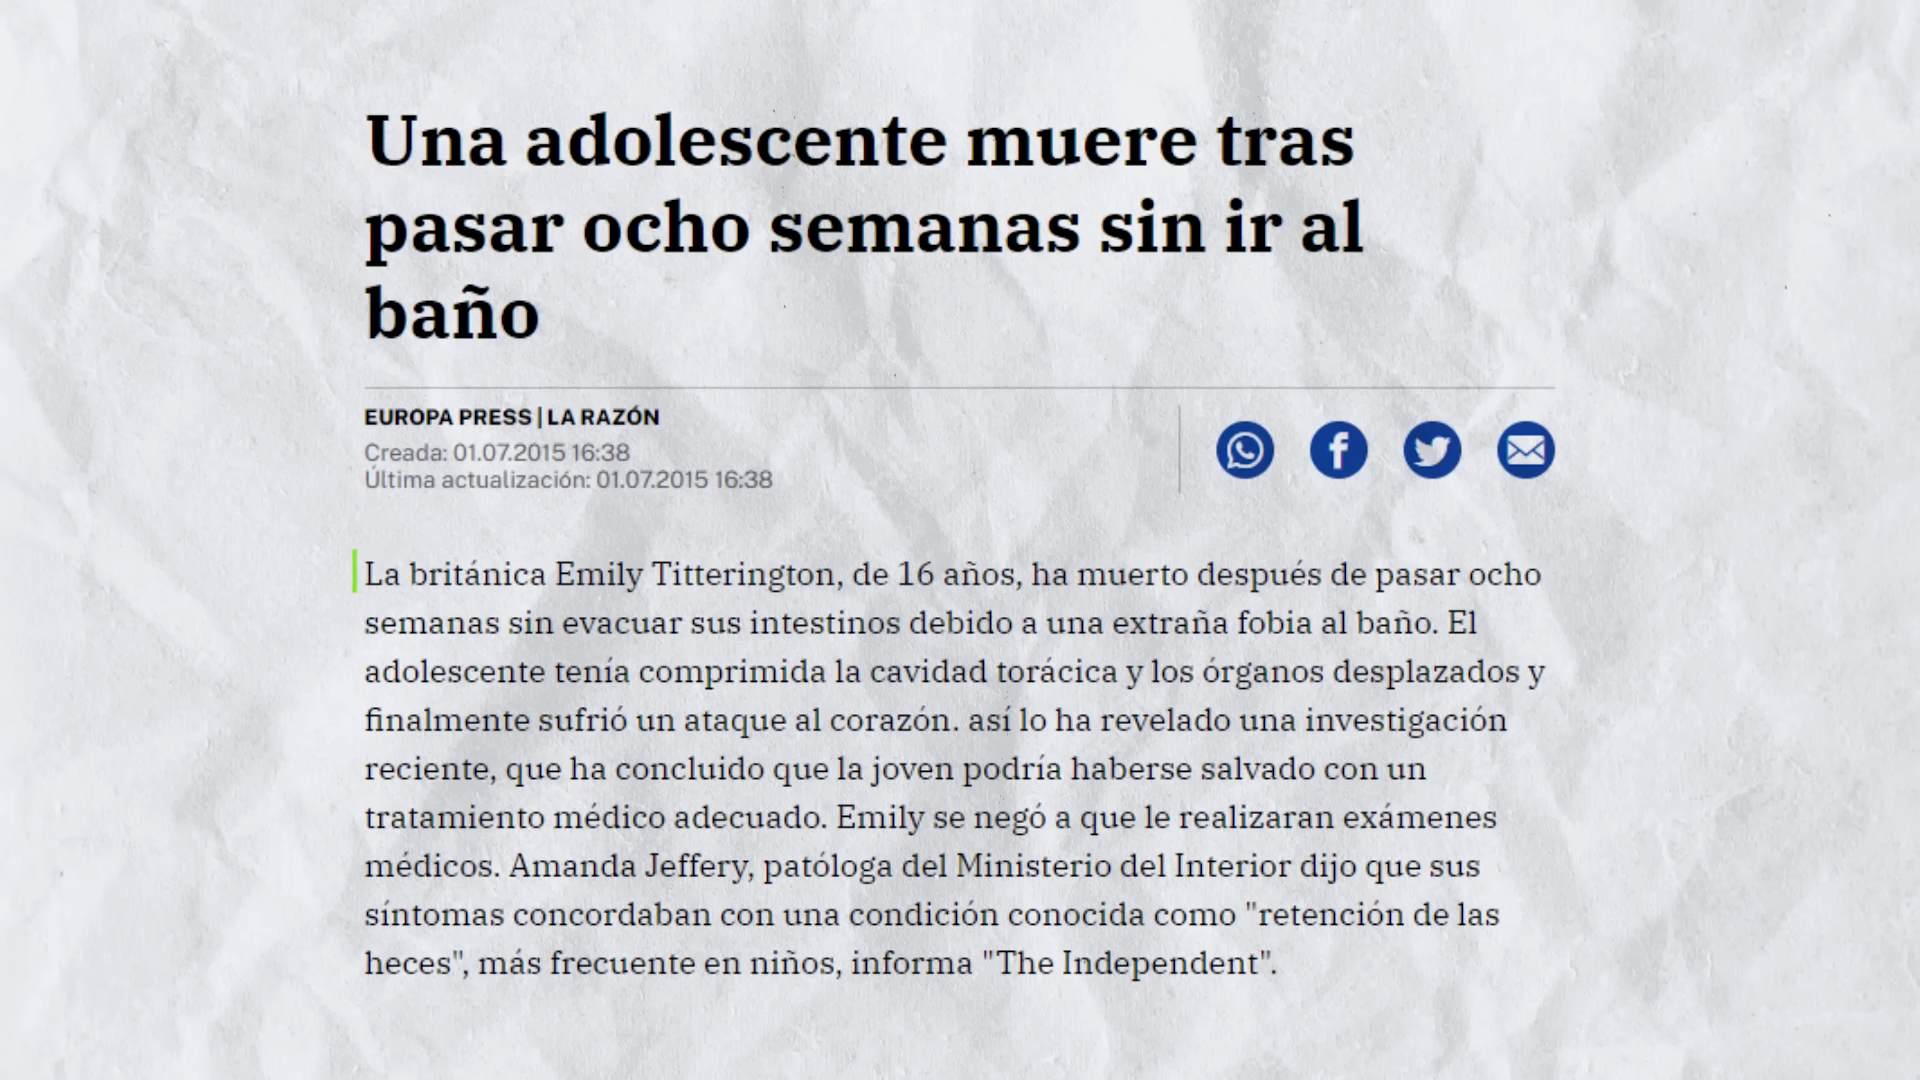 Una adolescente muere tras
pasar ocho semanas sin ir al
baño
EUROPA PRESS | LA RAZÓN
Creada: 01.07.2015 16:38
Última actualización: 01.07.2015 16:38
La británica Emily Titterington, de 16 años, ha muerto después de pasar ocho
semanas sin evacuar sus intestinos debido a una extraña fobia al baño. El
adolescente tenía comprimida la cavidad torácica y los órganos desplazados y
finalmente sufrió un ataque al corazón. así lo ha revelado una investigación
reciente, que ha concluido que la joven podría haberse salvado con un
tratamiento médico adecuado. Emily se negó a que le realizaran exámenes
médicos. Amanda Jeffery, patóloga del Ministerio del Interior dijo que sus
síntomas concordaban con una condición conocida como "retención de las
heces", más frecuente en niños, informa "The Independent".